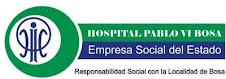 HOSPITAL PABLO VI BOSA
Empresa Social del Estado
Responsabilidad Social con la Localidad de Bosa